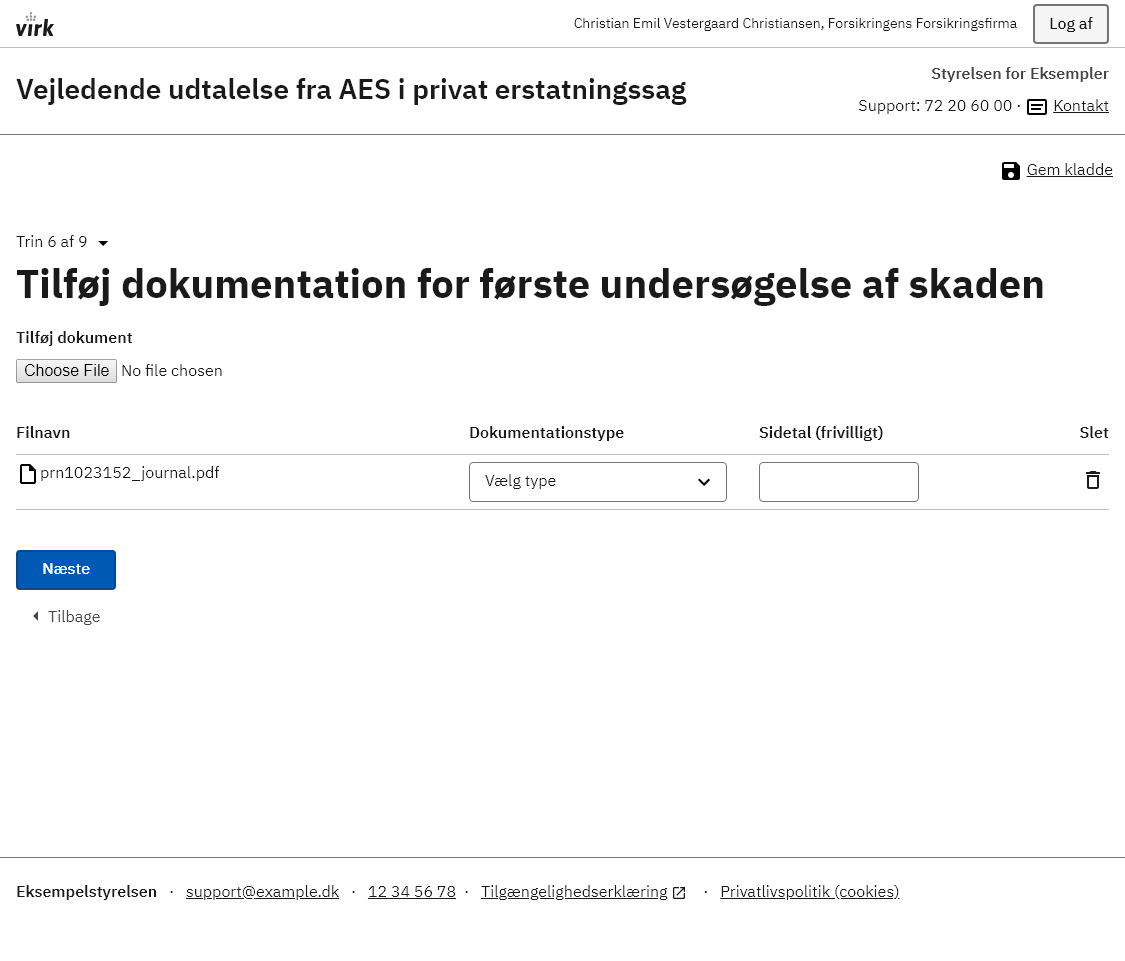 virk
Christian Emil Vestergaard Christiansen, Forsikringens Forsikringsfirma
Log af
Vejledende udtalelse fra AES i privat erstatningssag
Styrelsen for Eksempler
Support: 72 20 60 00 · Kontakt
Gem kladde
Trin 6 af 9
Tilføj dokumentation for første undersøgelse af skaden
Tilføj dokument
Choose File No file chosen
Filnavn Dokumentationstype Sidetal (frivilligt) Slet
prn1023152_journal.pdf Vælg type
Næste
Tilbage
Eksempelstyrelsen · support@example.dk · 12 34 56 78 · Tilgængelighedserklæring · Privatlivspolitik (cookies)